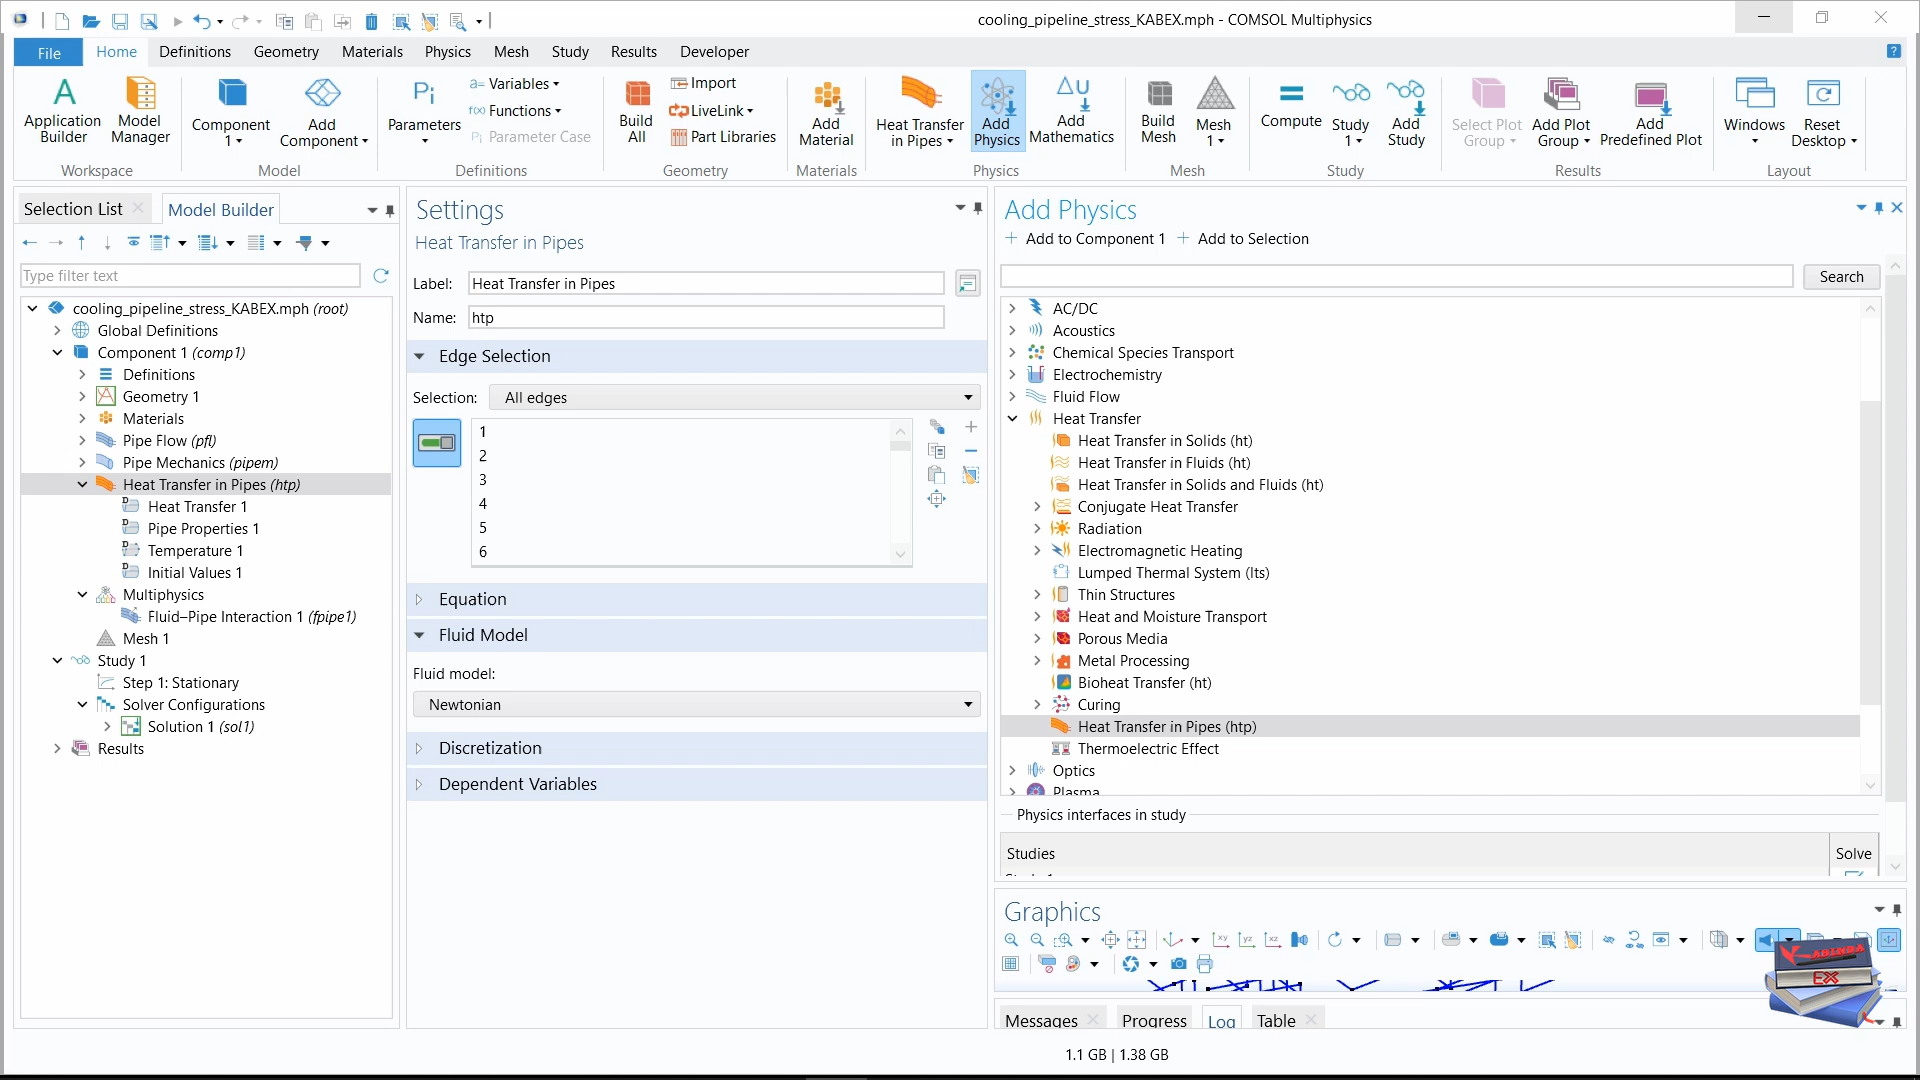 cooling_pipeline_stress_KABEX.mph - COMSOL Multiphysics
File Home Definitions Geometry Materials Physics Mesh Study Results Developer
Application Builder
Model Manager
Workspace
Component 1
Add Component
Model
Pi
Parameters
a= Variables
f(x) Functions
Pi Parameter Case
Definitions
Build All
Import
LiveLink
Part Libraries
Geometry
Add Material
Materials
Heat Transfer in Pipes
Add Physics
ΔU
Add Mathematics
Physics
Build Mesh
Mesh 1
Mesh
Compute
Study 1
Add Study
Study
Select Plot Group
Add Plot Group
Add Predefined Plot
Results
Windows
Reset Desktop
Layout
Selection List
Model Builder
Type filter text
cooling_pipeline_stress_KABEX.mph (root)
Global Definitions
Component 1 (comp1)
Definitions
Geometry 1
Materials
Pipe Flow (pfl)
Pipe Mechanics (pipem)
Heat Transfer in Pipes (htp)
Heat Transfer 1
Pipe Properties 1
Temperature 1
Initial Values 1
Multiphysics
Fluid–Pipe Interaction 1 (fpipe1)
Mesh 1
Study 1
Step 1: Stationary
Solver Configurations
Solution 1 (sol1)
Results
Settings
Heat Transfer in Pipes
Label: Heat Transfer in Pipes
Name: htp
Edge Selection
Selection: All edges
1
2
3
4
5
6
Equation
Fluid Model
Fluid model:
Newtonian
Discretization
Dependent Variables
Add Physics
+ Add to Component 1 + Add to Selection
Search
AC/DC
Acoustics
Chemical Species Transport
Electrochemistry
Fluid Flow
Heat Transfer
Heat Transfer in Solids (ht)
Heat Transfer in Fluids (ht)
Heat Transfer in Solids and Fluids (ht)
Conjugate Heat Transfer
Radiation
Electromagnetic Heating
Lumped Thermal System (lts)
Thin Structures
Heat and Moisture Transport
Porous Media
Metal Processing
Bioheat Transfer (ht)
Curing
Heat Transfer in Pipes (htp)
Thermoelectric Effect
Optics
Plasma
Physics interfaces in study
Studies Solve
Graphics
xy yz xz
EX
Messages Progress Log Table
1.1 GB | 1.38 GB